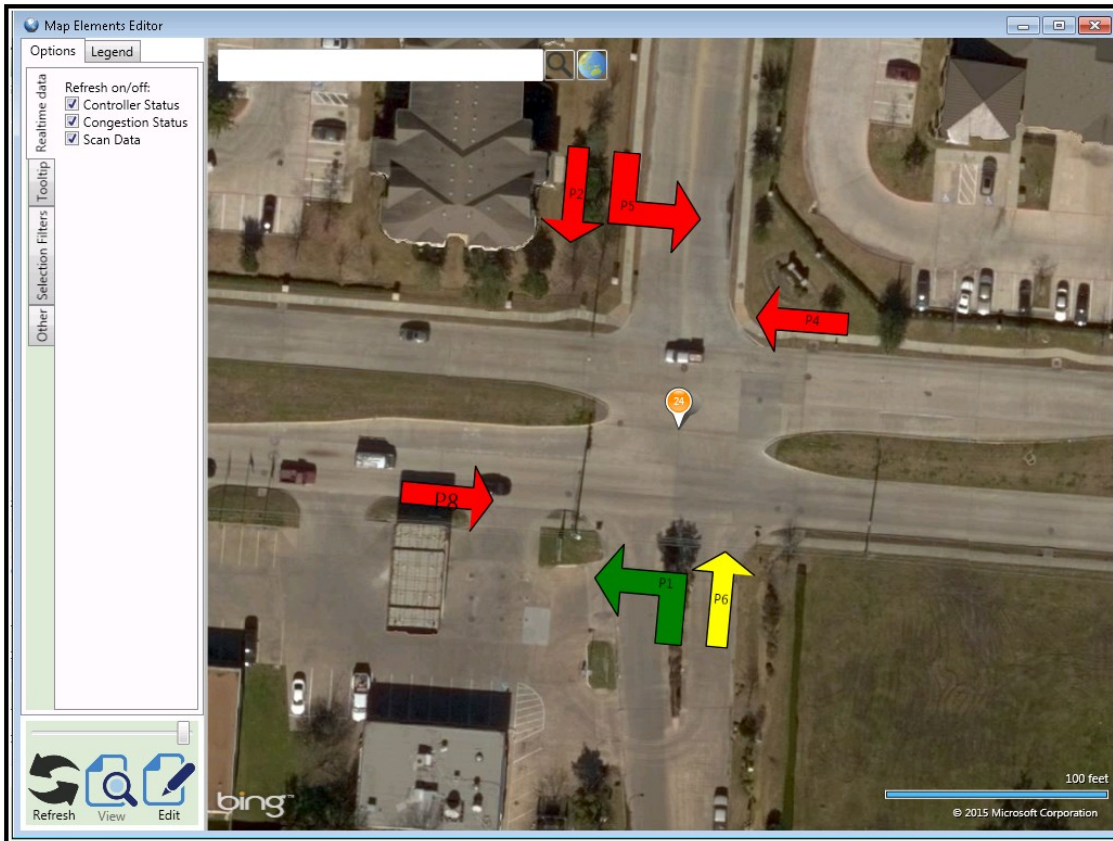 Map Elements Editor
Options
Legend
Realtime data
Tooltip
Selection Filters
Other
Refresh on/off:
Controller Status
Congestion Status
Scan Data
P2
P5
P4
24
P8
P1
P6
Refresh
View
Edit
bing™
100 feet
© 2015 Microsoft Corporation